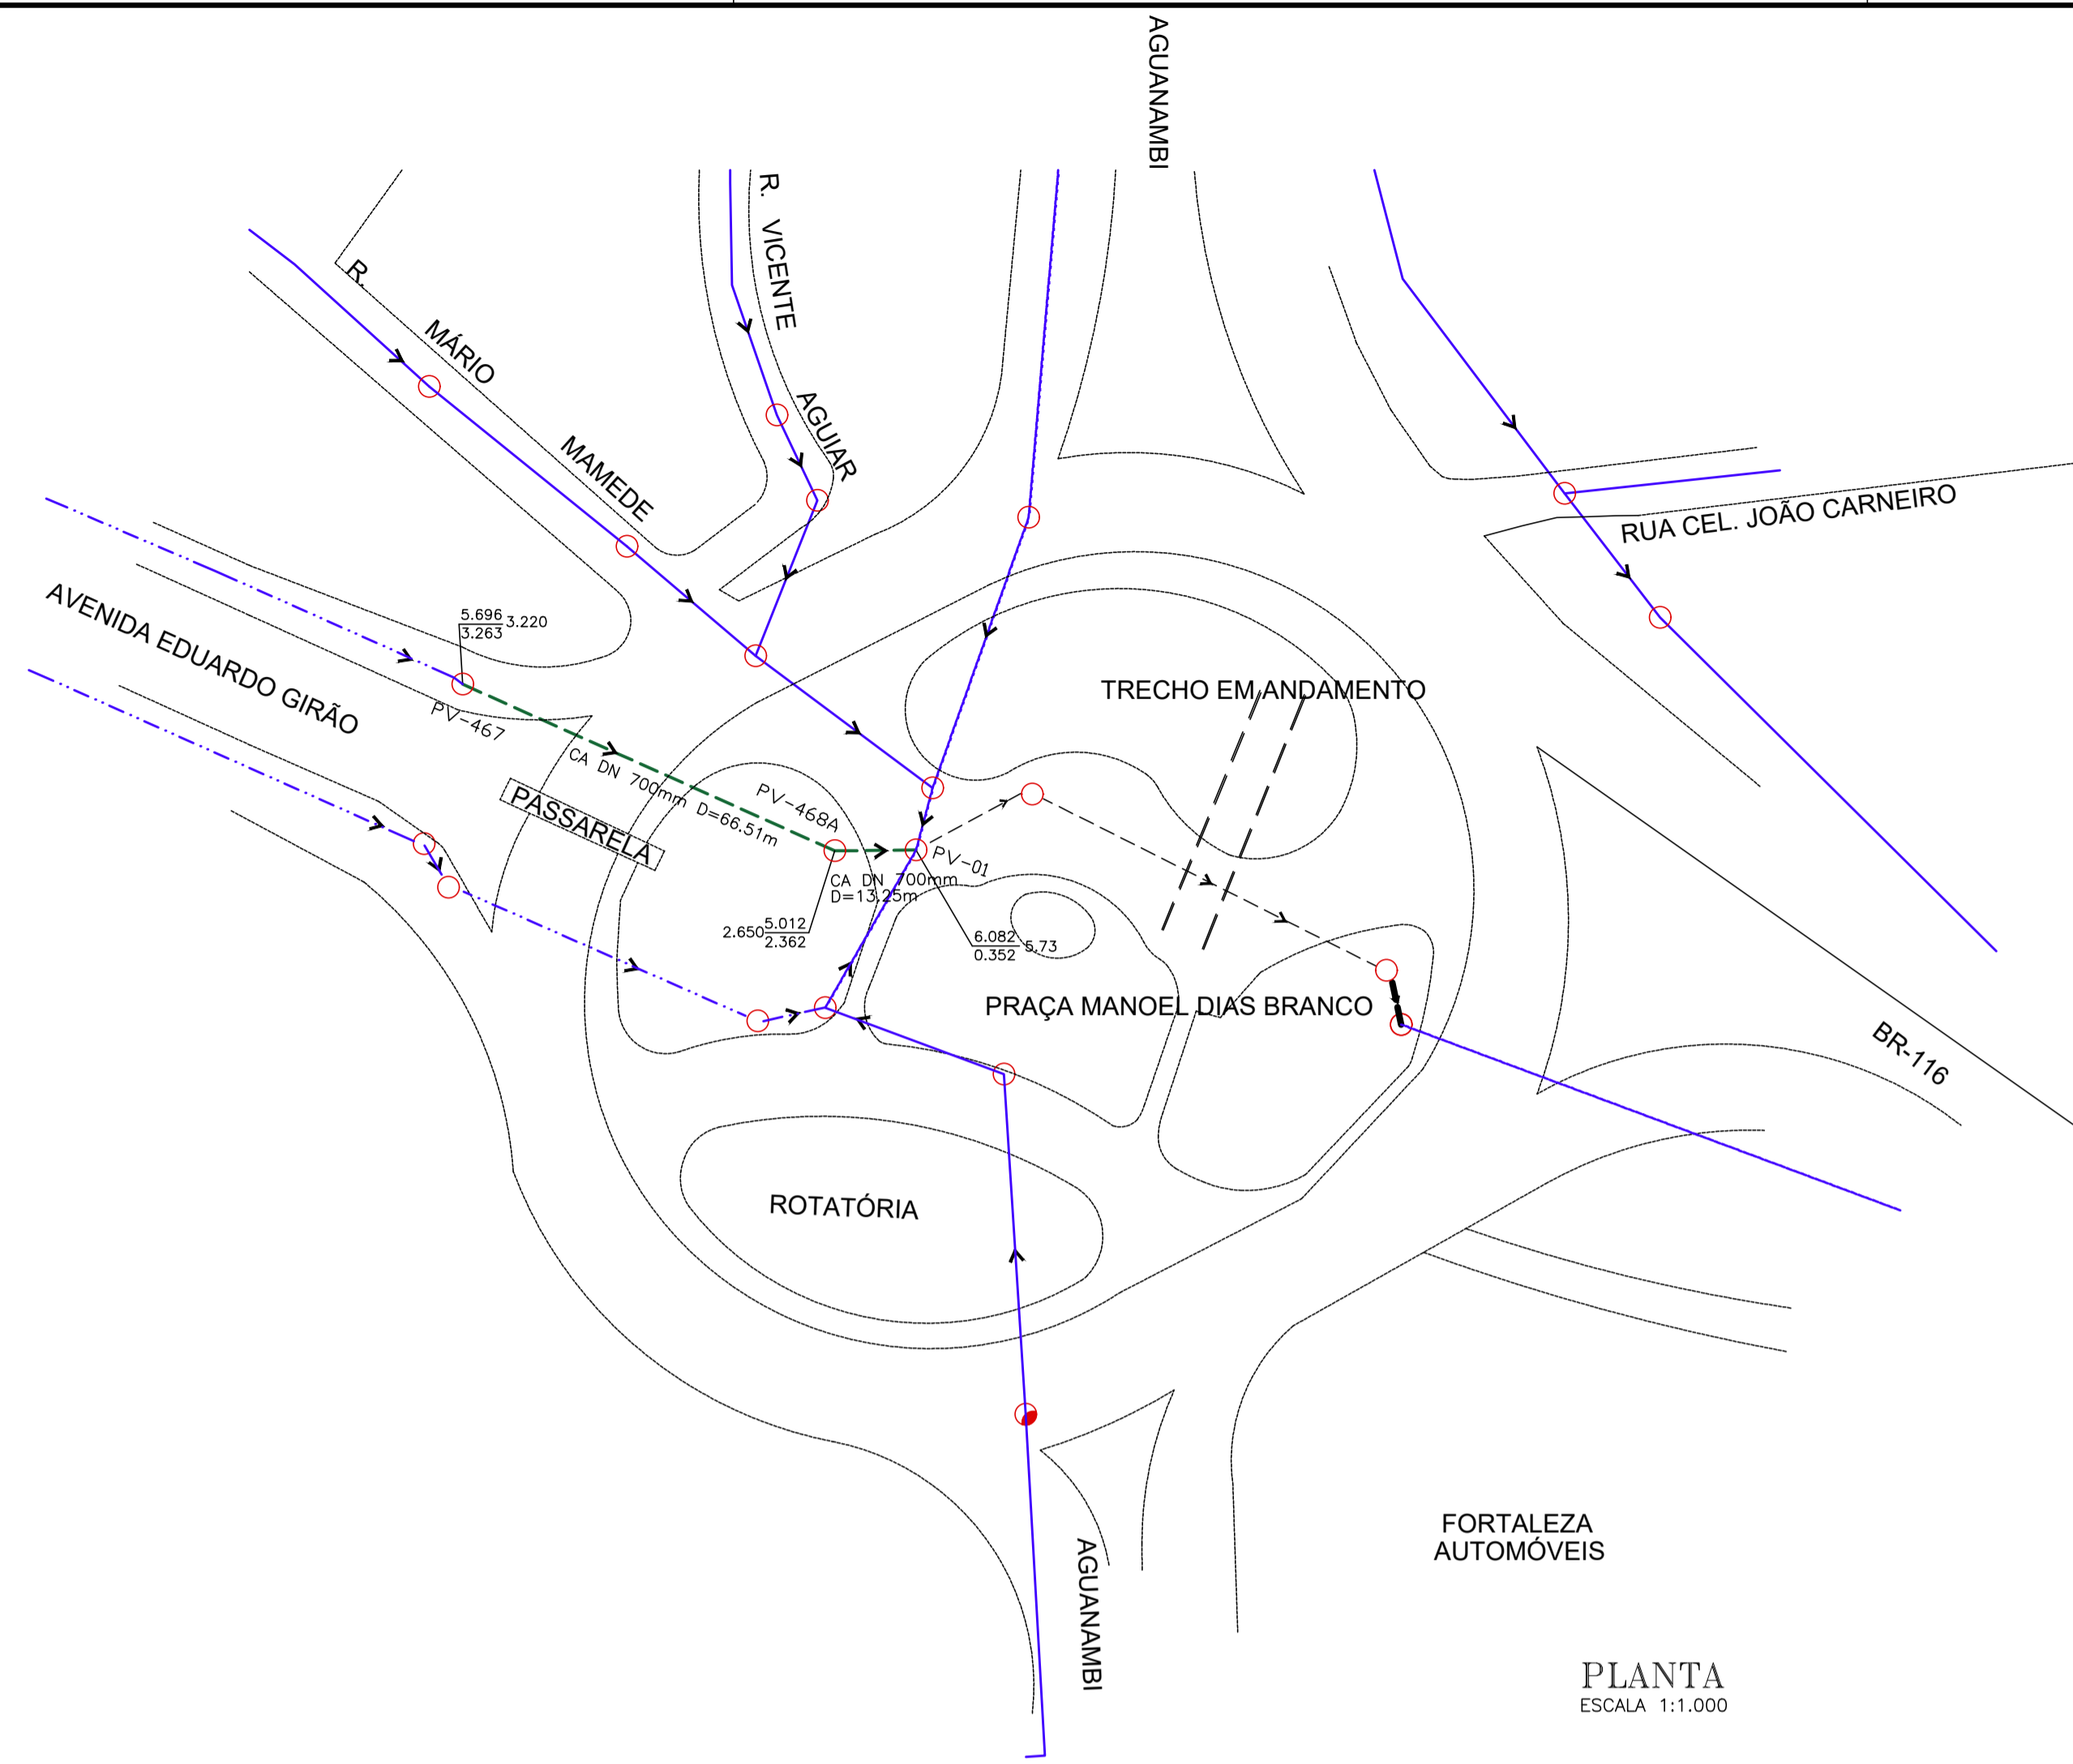 AGUANAMBI
R. VICENTE AGUIAR
R. MÁRIO MAMEDE
RUA CEL. JOÃO CARNEIRO
AVENIDA EDUARDO GIRÃO
5.696
3.263
3.220
TRECHO EM ANDAMENTO
PV-467
CA DN 700mm D=66.51m
PASSARELA
PV-468A
PV-01
CA DN 700mm
D=13.25m
2.650
5.012
2.362
6.082
0.352
5.73
PRAÇA MANOEL DIAS BRANCO
BR-116
ROTATÓRIA
AGUANAMBI
FORTALEZA
AUTOMÓVEIS
PLANTA
ESCALA 1:1.000